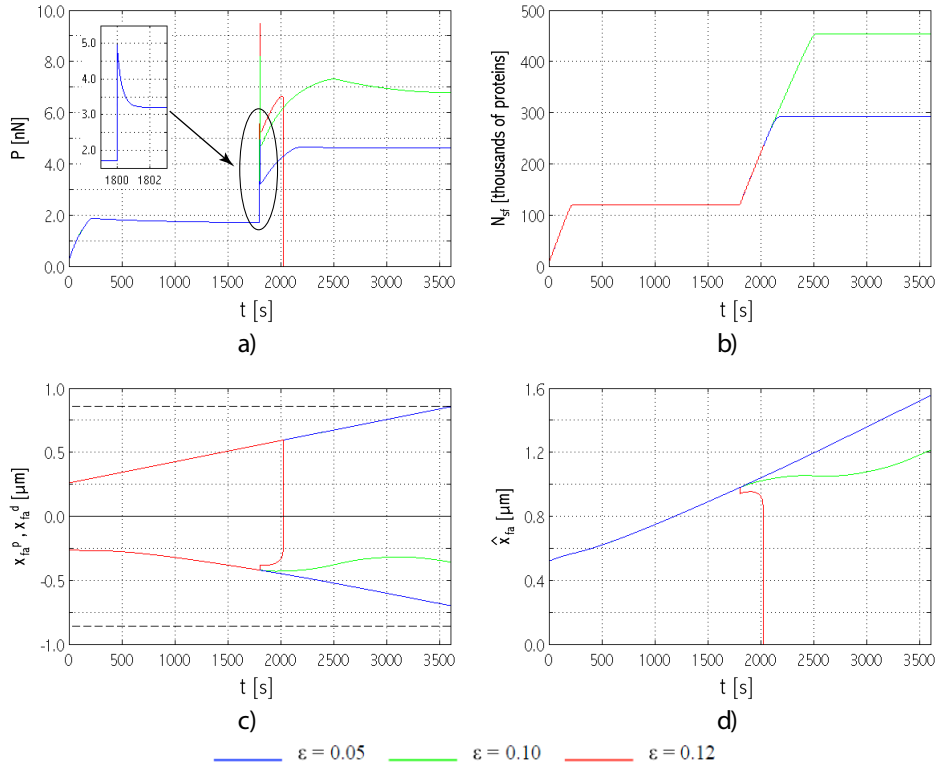 10.0
8.0
6.0
4.0
2.0
0.0
P [nN]
5.0
4.0
3.0
2.0
1800 1802
0 500 1000 1500 2000 2500 3000 3500
t [s]
a)
500
400
300
200
100
0
N_sf [thousands of proteins]
0 500 1000 1500 2000 2500 3000 3500
t [s]
b)
1.0
0.5
0.0
-0.5
-1.0
x_fa^p , x_fa^d [μm]
0 500 1000 1500 2000 2500 3000 3500
t [s]
c)
1.6
1.2
0.8
0.4
0.0
x̂_fa [μm]
0 500 1000 1500 2000 2500 3000 3500
t [s]
d)
ε = 0.05 ε = 0.10 ε = 0.12